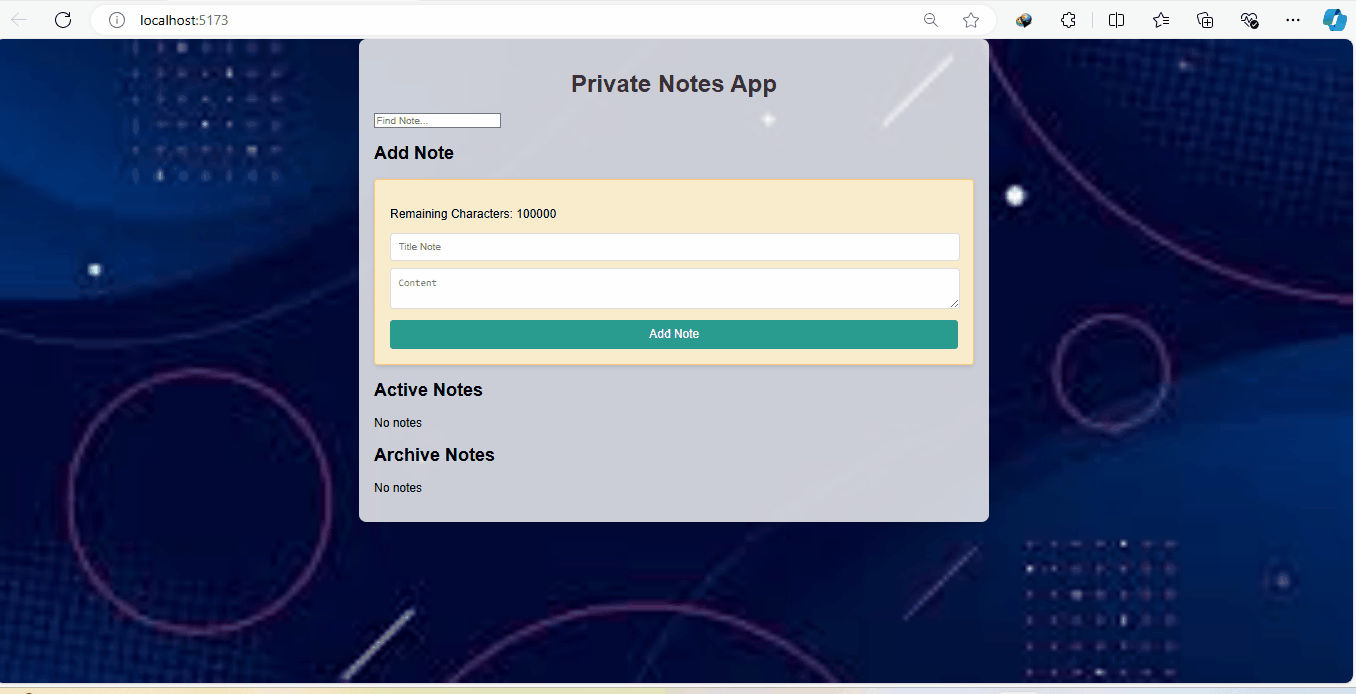 localhost:5173
Private Notes App
Find Note...
Add Note
Remaining Characters: 100000
Title Note
Content
Add Note
Active Notes
No notes
Archive Notes
No notes